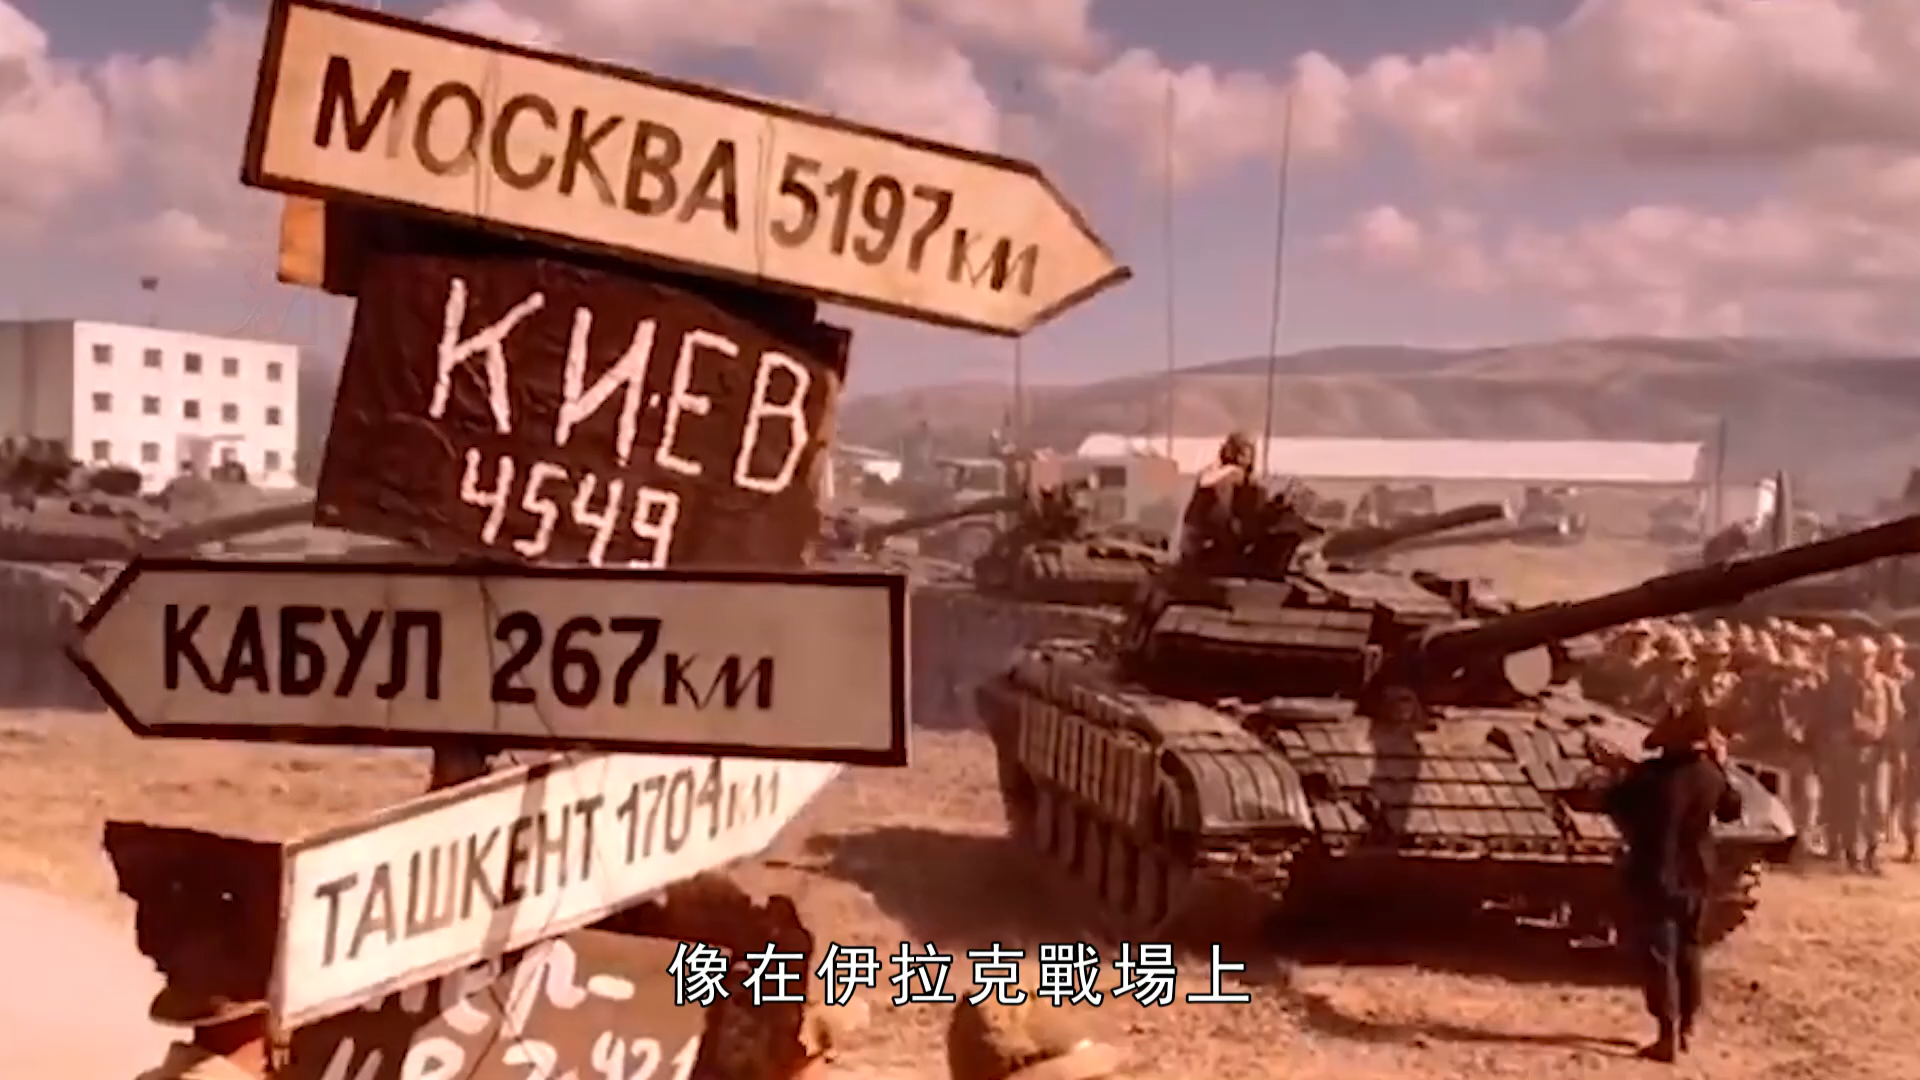 МОСКВА 5197км
КИЕВ
4549
КАБУЛ 267км
ТАШКЕНТ 1704км
像在伊拉克戰場上